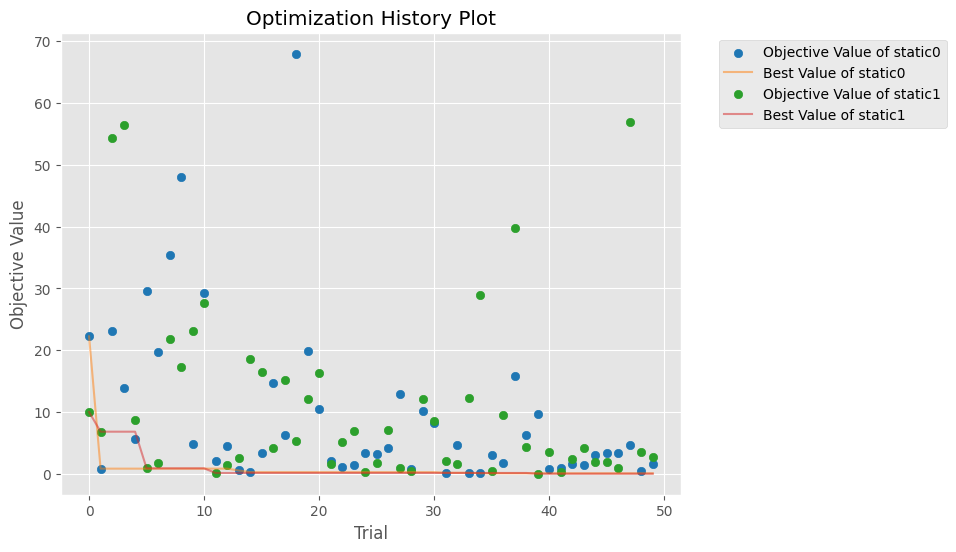 Optimization History Plot
Objective Value of static0
Best Value of static0
Objective Value of static1
Best Value of static1
Objective Value
70
60
50
40
30
20
10
0
0 10 20 30 40 50
Trial